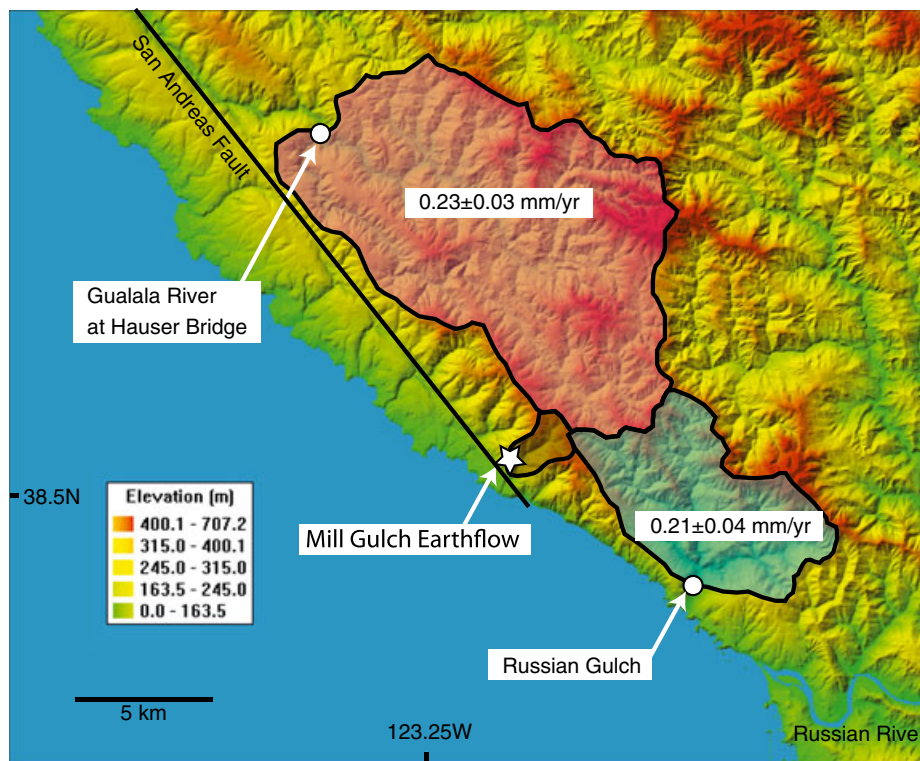 San Andreas Fault
0.23±0.03 mm/yr
Gualala River
at Hauser Bridge
38.5N
Elevation (m)
400.1 - 707.2
315.0 - 400.1
245.0 - 315.0
163.5 - 245.0
0.0 - 163.5
Mill Gulch Earthflow
0.21±0.04 mm/yr
Russian Gulch
5 km
123.25W
Russian River